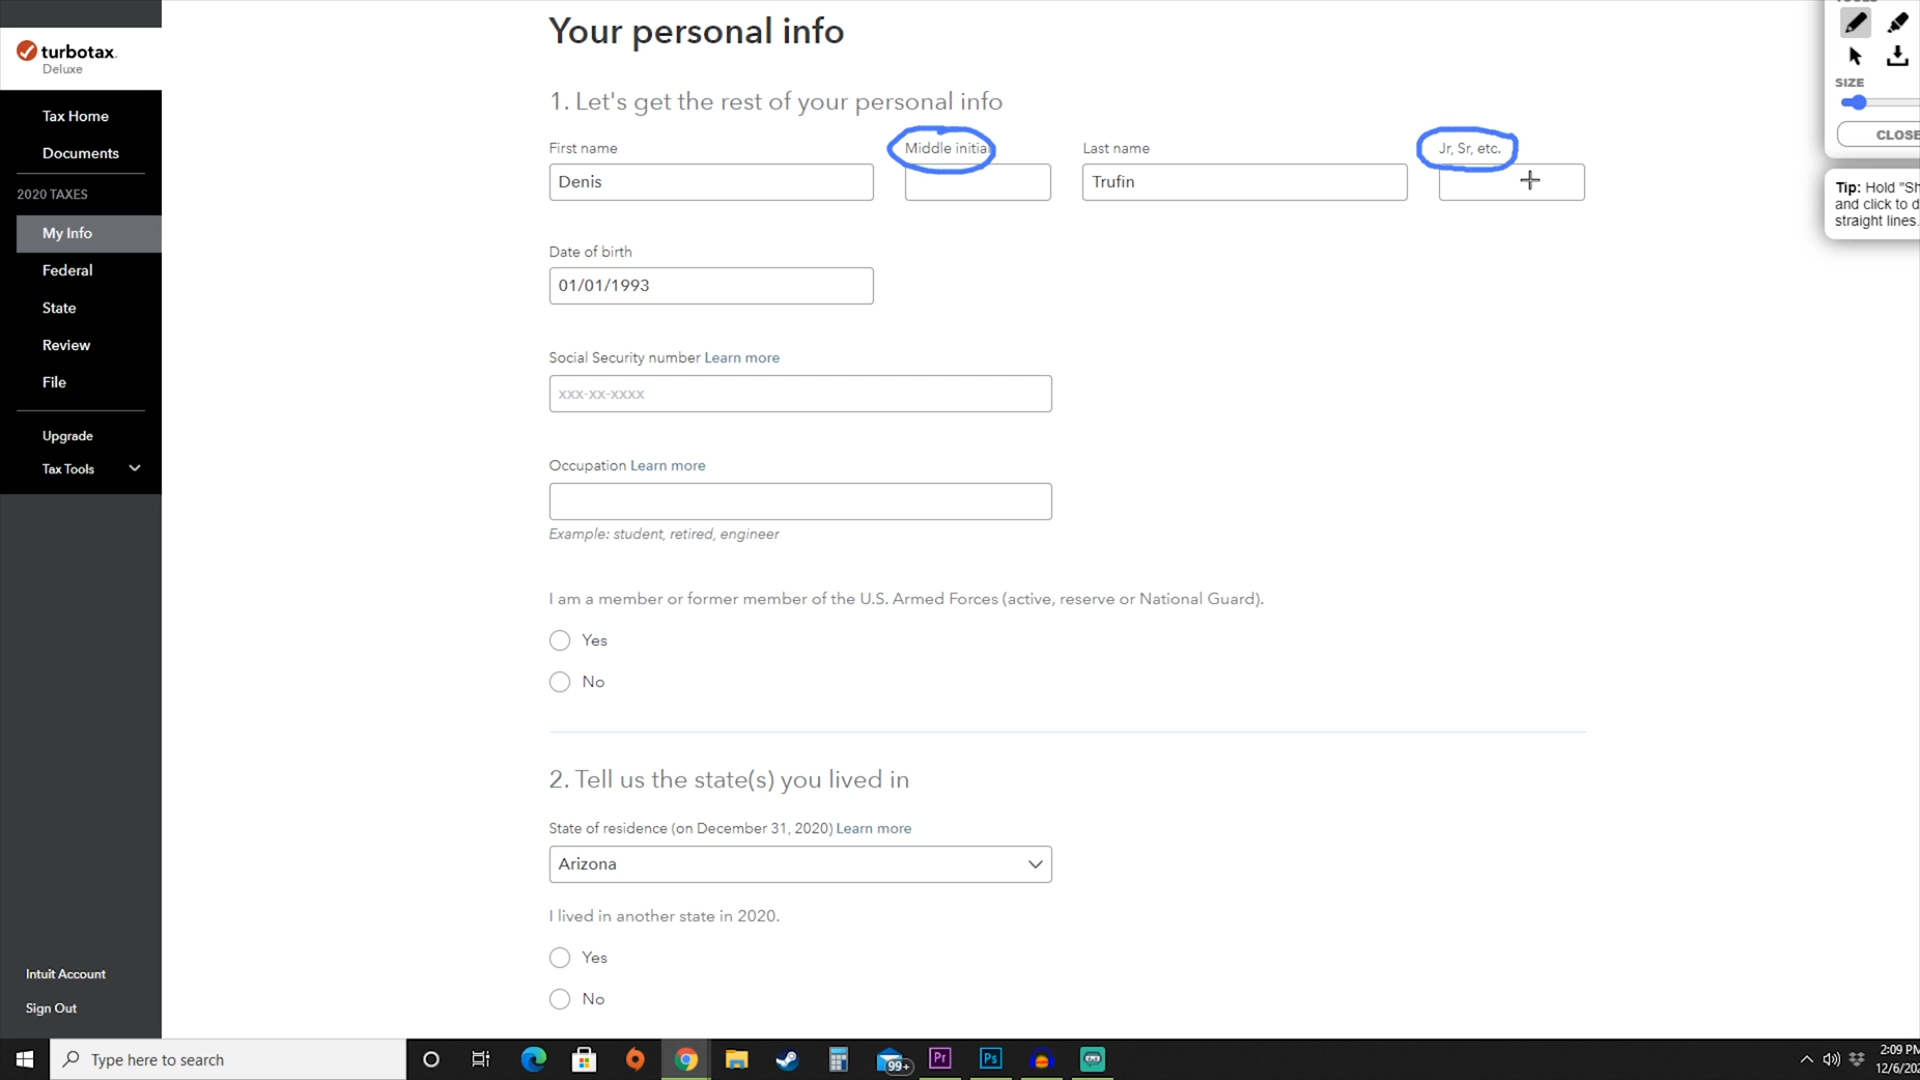 turbotax.
Deluxe
Tax Home
Documents
2020 TAXES
My Info
Federal
State
Review
File
Upgrade
Tax Tools
Intuit Account
Sign Out
Your personal info
1. Let's get the rest of your personal info
First name
Middle initial
Last name
Jr, Sr, etc.
Denis
Trufin
Date of birth
01/01/1993
Social Security number Learn more
xxx-xx-xxxx
Occupation Learn more
Example: student, retired, engineer
I am a member or former member of the U.S. Armed Forces (active, reserve or National Guard).
Yes
No
2. Tell us the state(s) you lived in
State of residence (on December 31, 2020) Learn more
Arizona
I lived in another state in 2020.
Yes
No
SIZE
CLOSE
Tip: Hold "Sh
and click to d
straight lines.
Type here to search
99+
Pr
Ps
2:09 PM
12/6/202